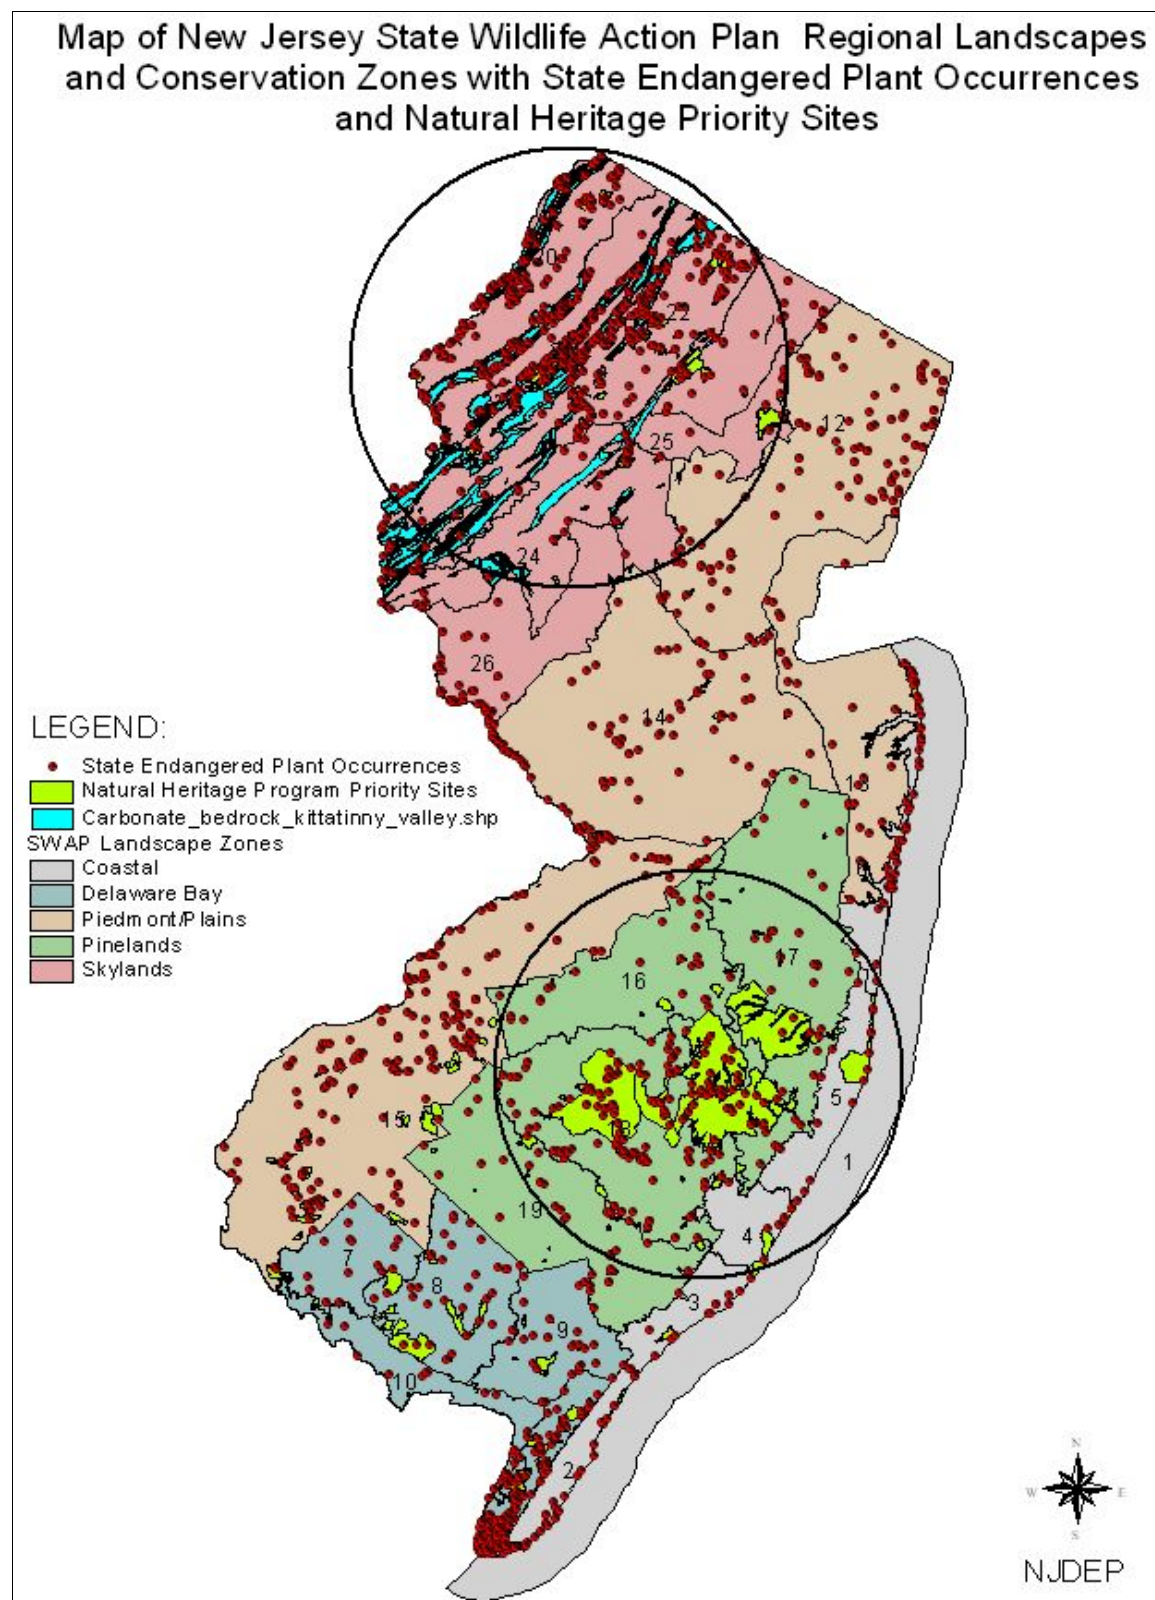 Map of New Jersey State Wildlife Action Plan Regional Landscapes
and Conservation Zones with State Endangered Plant Occurrences
and Natural Heritage Priority Sites
22
12
25
24
26
14
13
LEGEND:
State Endangered Plant Occurrences
Natural Heritage Program Priority Sites
Carbonate_bedrock_kittatinny_valley.shp
SWAP Landscape Zones
Coastal
Delaware Bay
Piedmont/Plains
Pinelands
Skylands
17
16
5
15
18
1
19
4
7
8
3
9
10
2
N
W E
S
NJDEP